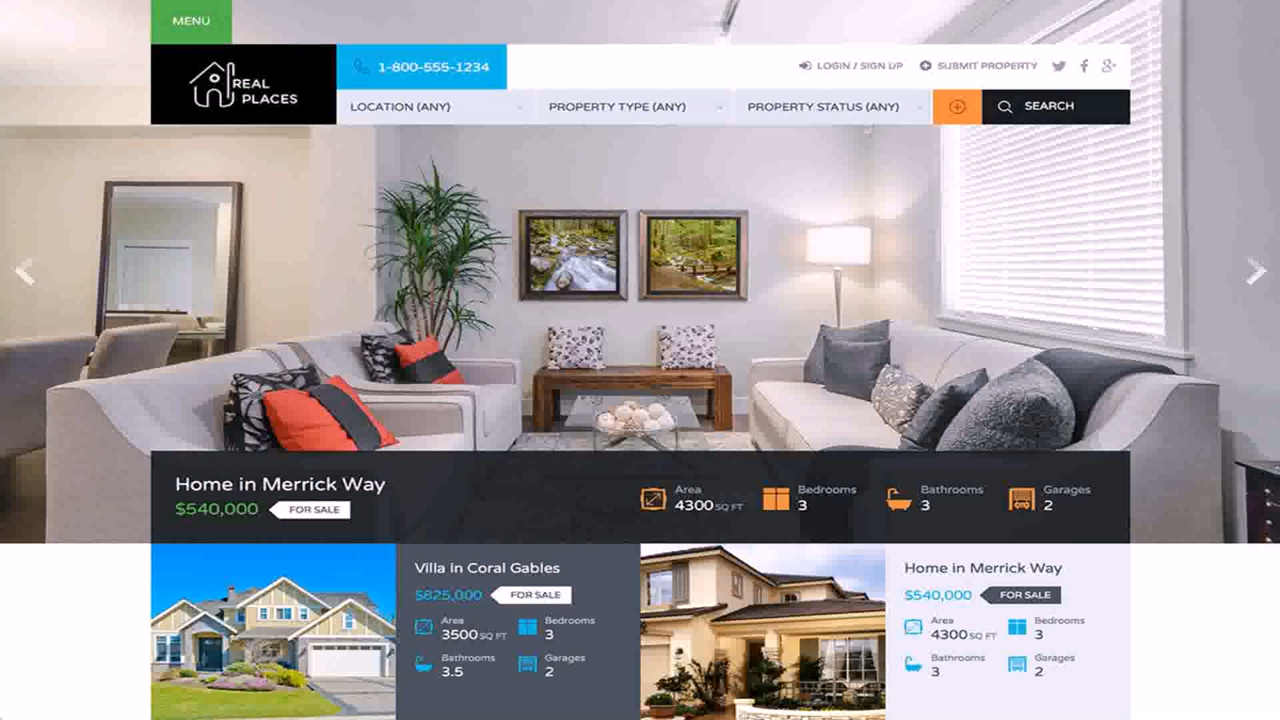 MENU
REAL
PLACES
1-800-555-1234
LOGIN / SIGN UP
SUBMIT PROPERTY
LOCATION (ANY)
PROPERTY TYPE (ANY)
PROPERTY STATUS (ANY)
SEARCH
Home in Merrick Way
$540,000
FOR SALE
Area
4300 SQ FT
Bedrooms
3
Bathrooms
3
Garages
2
Villa in Coral Gables
$825,000
FOR SALE
Area
3500 SQ FT
Bedrooms
3
Bathrooms
3.5
Garages
2
Home in Merrick Way
$540,000
FOR SALE
Area
4300 SQ FT
Bedrooms
3
Bathrooms
3
Garages
2